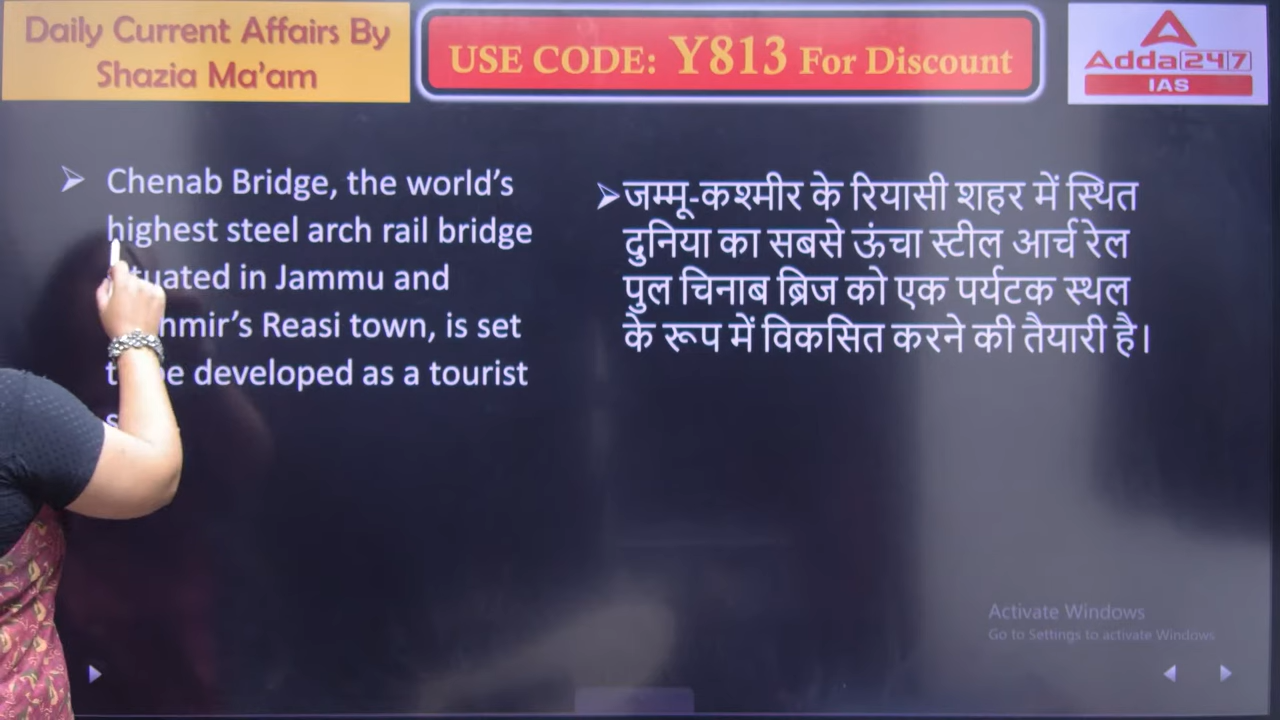 Daily Current Affairs By
Shazia Ma'am
USE CODE: Y813 For Discount
Adda 247
IAS
Chenab Bridge, the world's
highest steel arch rail bridge
in Jammu and
Reasi town, is set
developed as a tourist
जम्मू-कश्मीर के रियासी शहर में स्थित
दुनिया का सबसे ऊंचा स्टील आर्च रेल
पुल चिनाब ब्रिज को एक पर्यटक स्थल
के रूप में विकसित करने की तैयारी है।
Activate Windows
Go to Settings to activate Windows